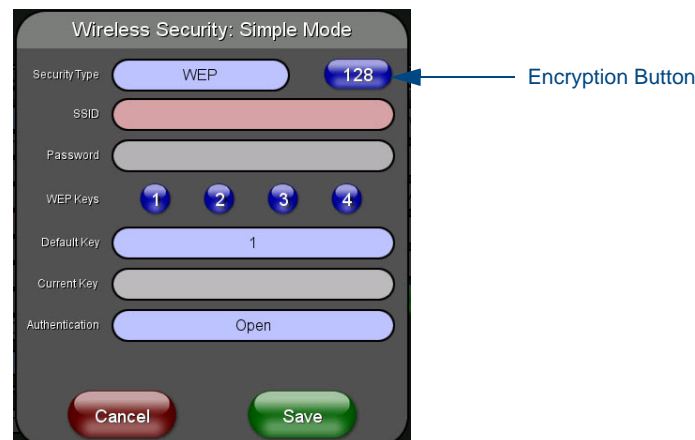 Wireless Security: Simple Mode
Security Type WEP 128 Encryption Button
SSID
Password
WEP Keys 1 2 3 4
Default Key 1
Current Key
Authentication Open
Cancel Save